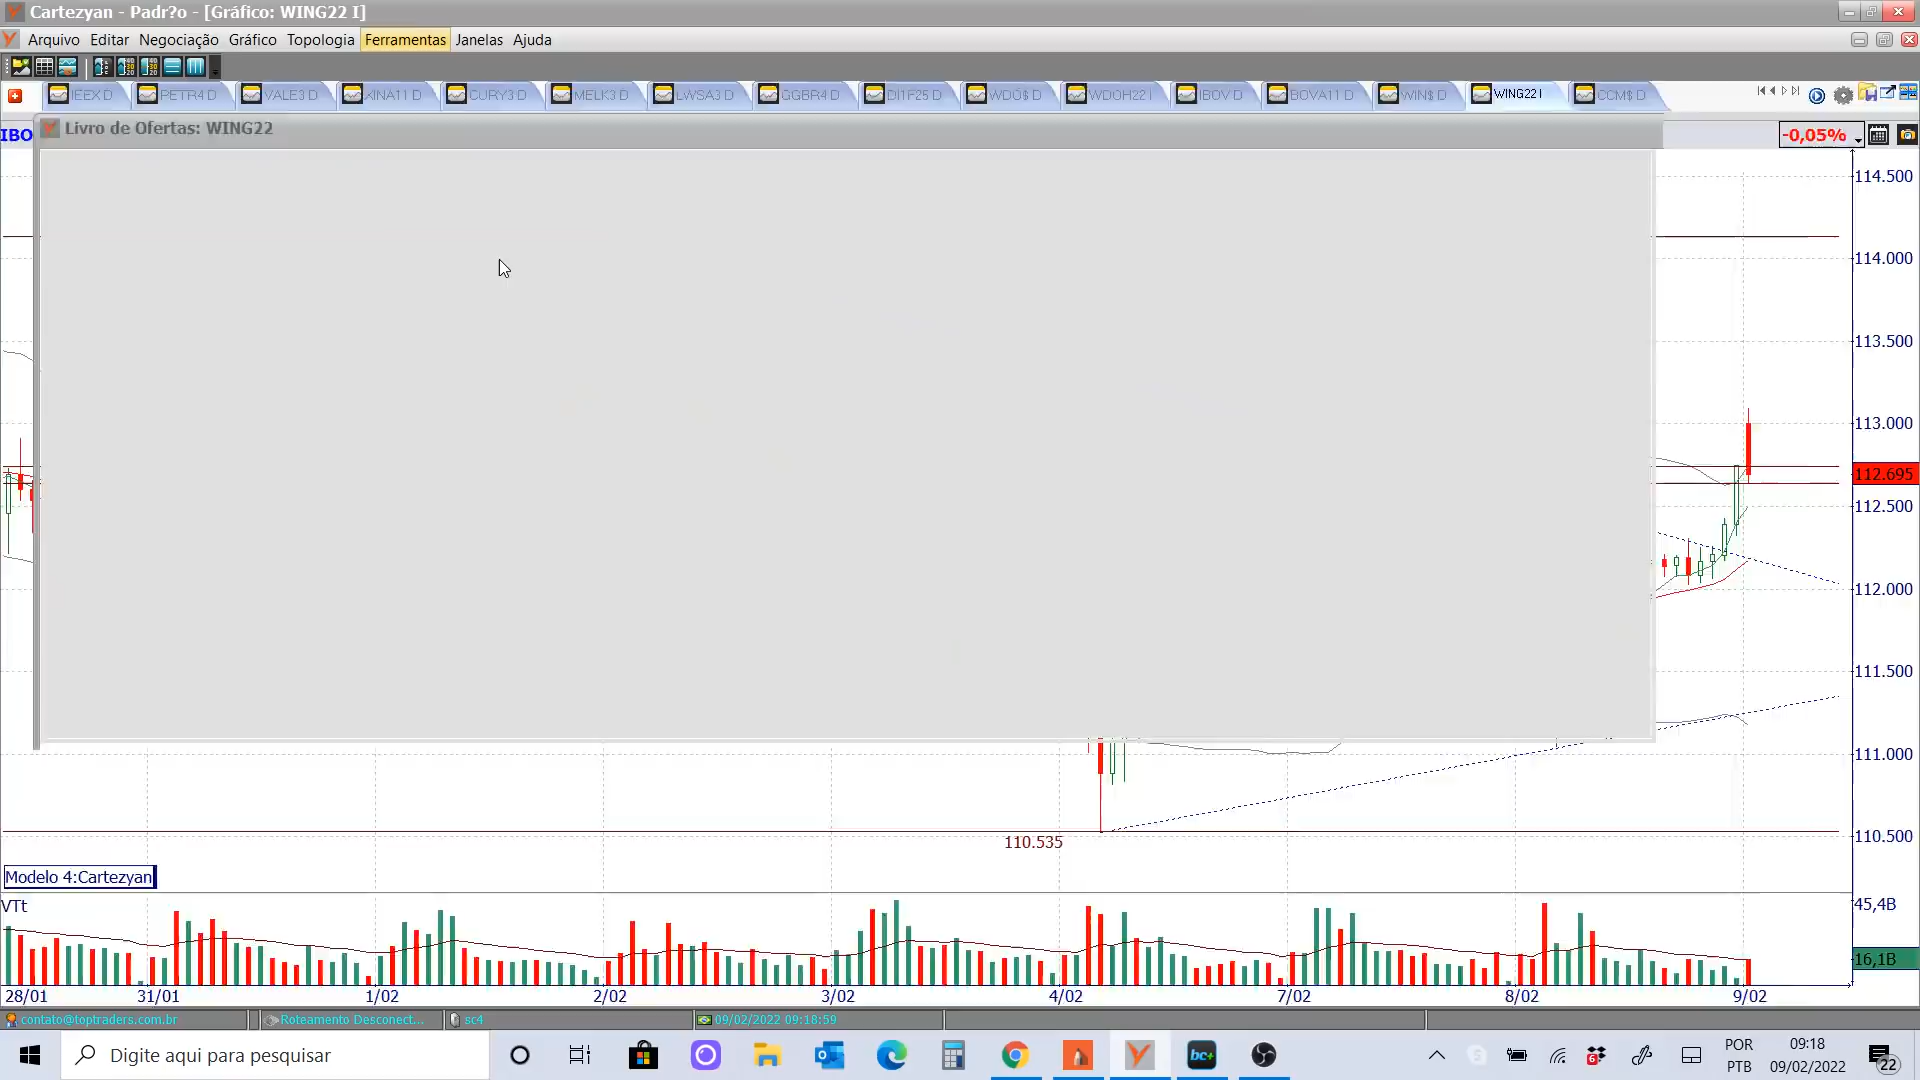 Cartezyan - Padr?o - [Gráfico: WING22 I]
Arquivo Editar Negociação Gráfico Topologia Ferramentas Janelas Ajuda
IEEX D PETR4 D VALE3 D XINA11 D CURY3 D MELK3 D LWSA3 D GGBR4 D DI1F25 D WDO$ D WDOH22 I IBOV D BOVA11 D WIN$ D WING22 I CCM$ D
IBO
Livro de Ofertas: WING22
-0,05%
114.500
114.000
113.500
113.000
112.695
112.500
112.000
111.500
111.000
110.500
110.535
Modelo 4:Cartezyan
VTt
45,4B
16,1B
28/01 31/01 1/02 2/02 3/02 4/02 7/02 8/02 9/02
contato@toptraders.com.br Roteamento Desconect... sc4 09/02/2022 09:18:59
Digite aqui para pesquisar
bc+
6
POR
PTB
09:18
09/02/2022
22